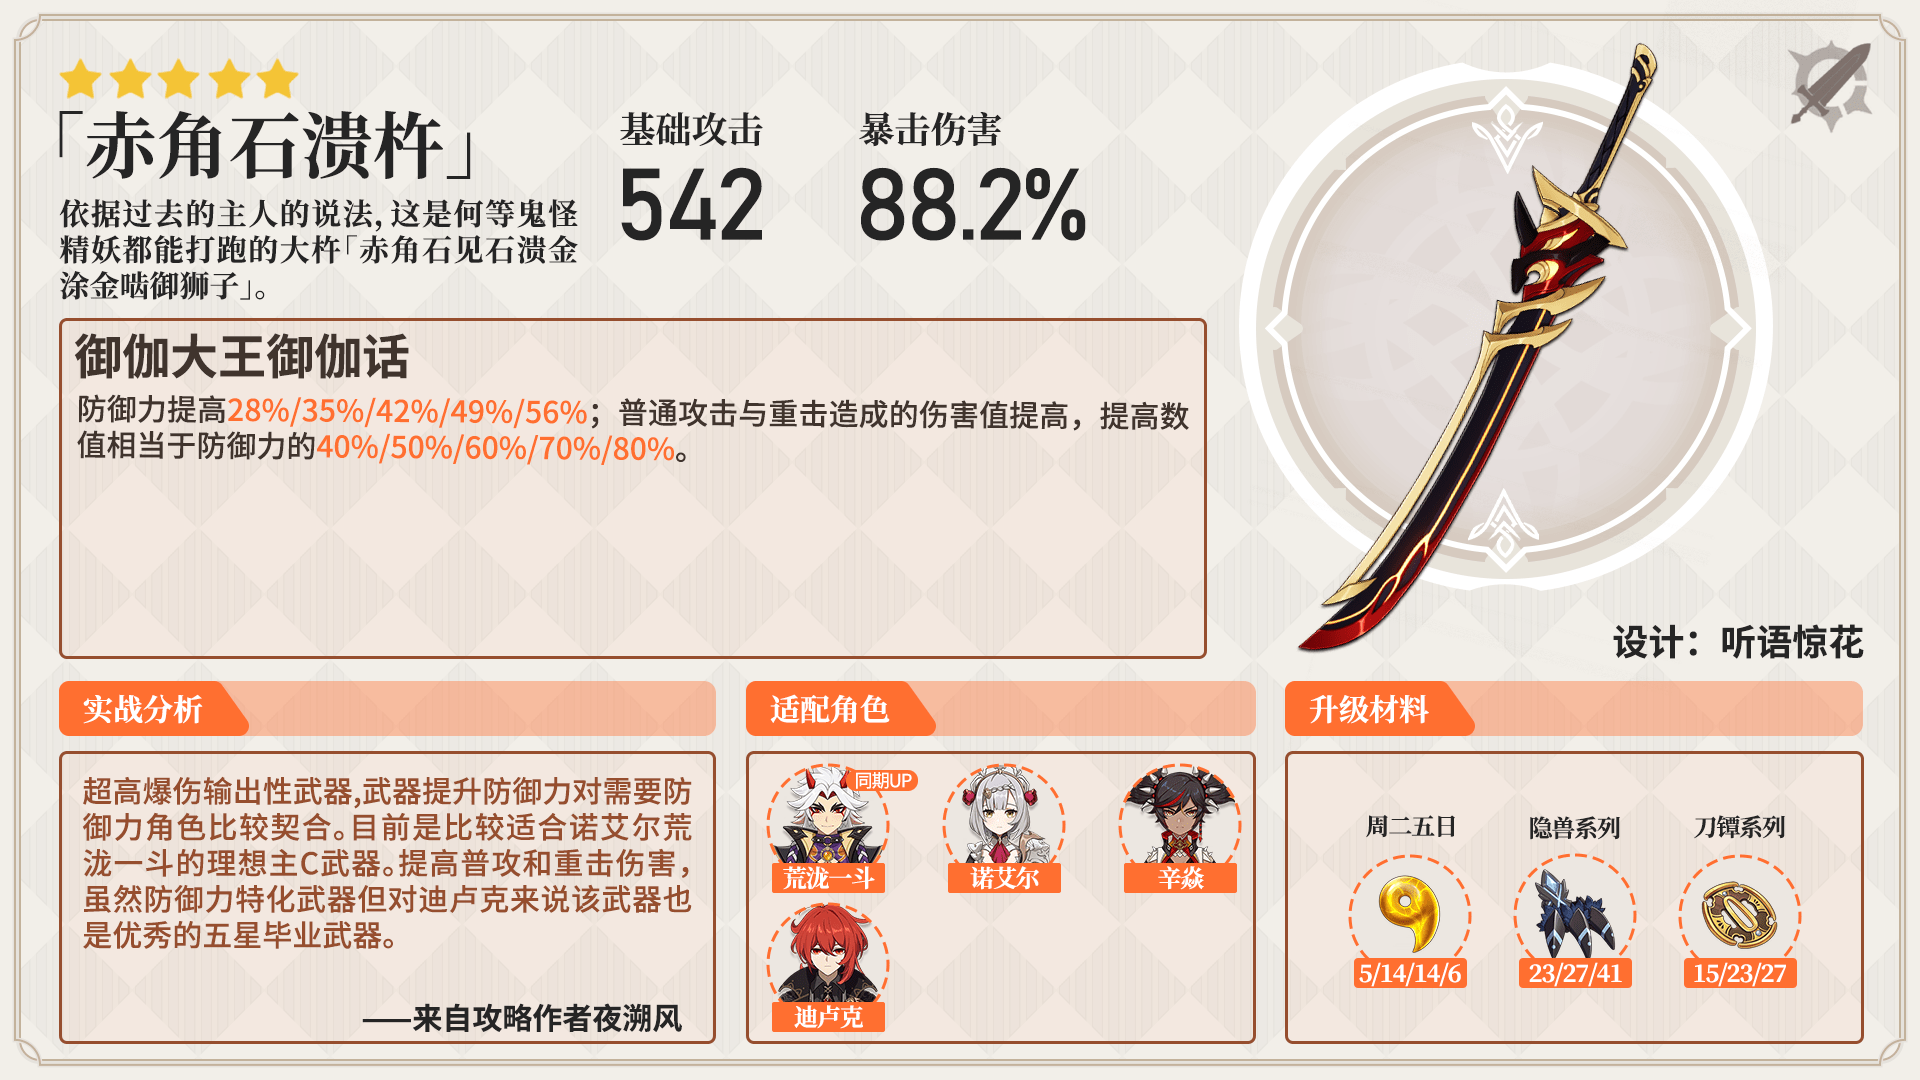 「赤角石溃杵」
依据过去的主人的说法,这是何等鬼怪
精妖都能打跑的大杵「赤角石见石溃金
涂金啮御狮子」。
基础攻击
542
暴击伤害
88.2%
御伽大王御伽话
防御力提高28%/35%/42%/49%/56%；普通攻击与重击造成的伤害值提高，提高数
值相当于防御力的40%/50%/60%/70%/80%。
设计：听语惊花
实战分析
超高爆伤输出性武器,武器提升防御力对需要防
御力角色比较契合。目前是比较适合诺艾尔荒
泷一斗的理想主C武器。提高普攻和重击伤害，
虽然防御力特化武器但对迪卢克来说该武器也
是优秀的五星毕业武器。
——来自攻略作者夜溯风
适配角色
同期UP
荒泷一斗
诺艾尔
辛焱
迪卢克
升级材料
周二五日
隐兽系列
刀镡系列
5/14/14/6
23/27/41
15/23/27